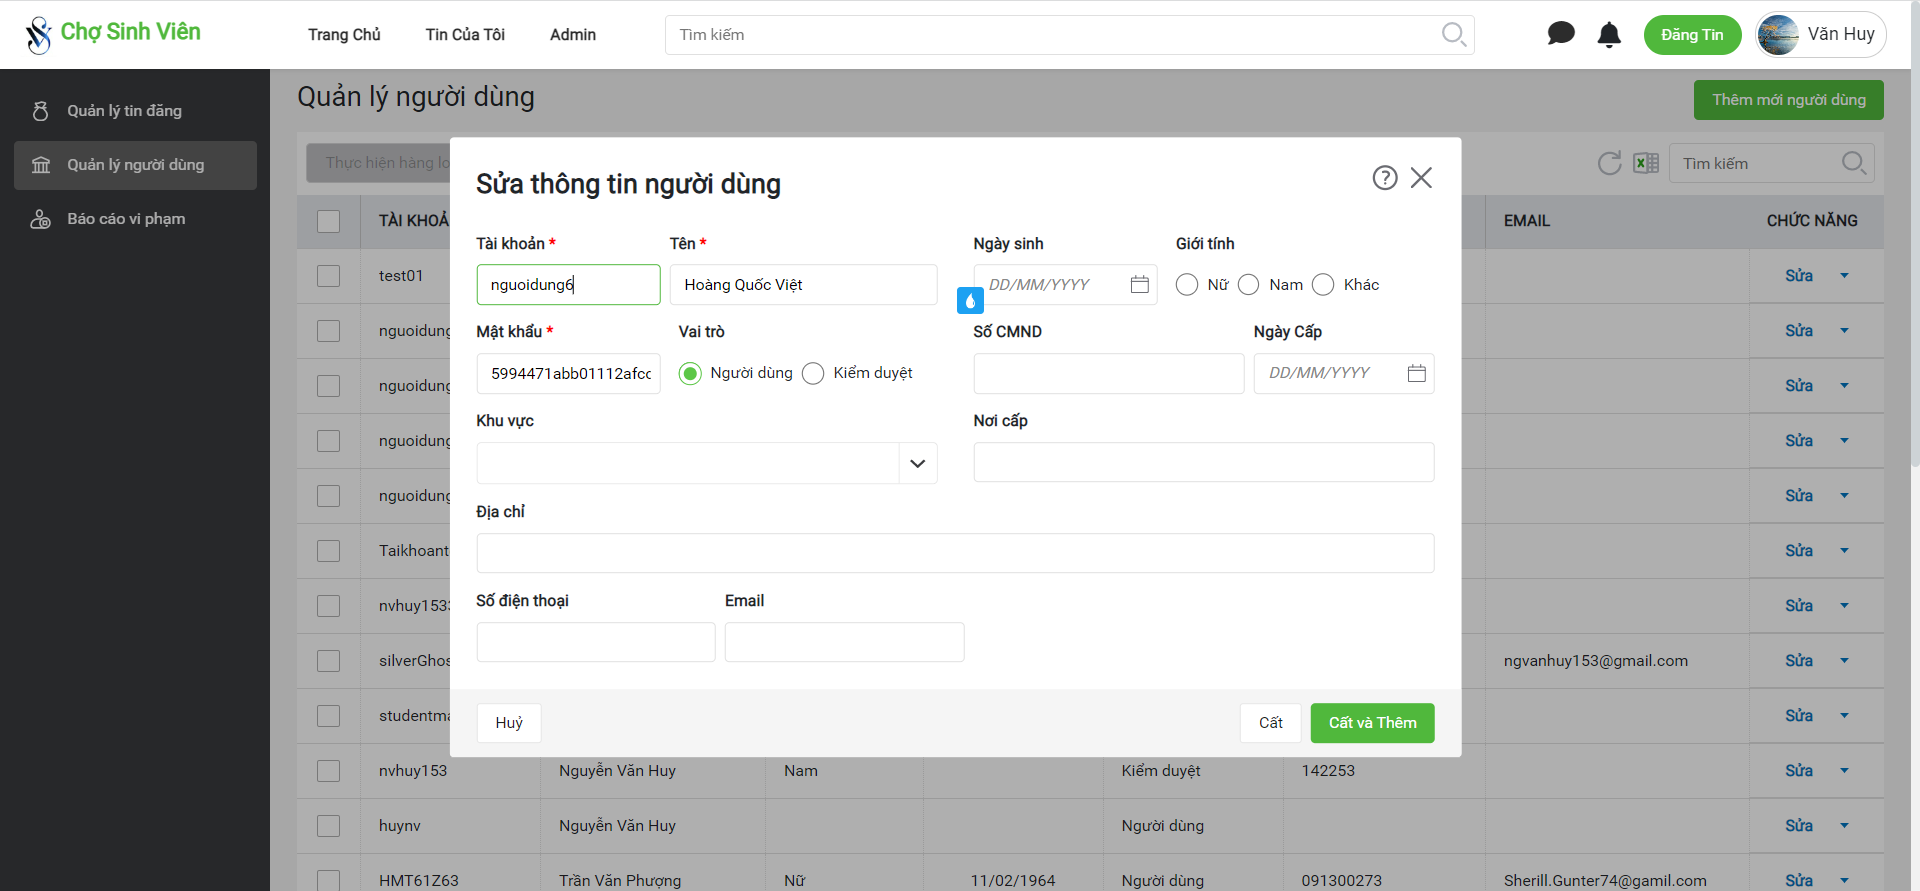 Chợ Sinh Viên
Trang Chủ
Tin Của Tôi
Admin
Tìm kiếm
Đăng Tin
Văn Huy
Quản lý tin đăng
Quản lý người dùng
Báo cáo vi phạm
Quản lý người dùng
Thêm mới người dùng
Thực hiện hàng lo
Tìm kiếm
TÀI KHOẢ
EMAIL
CHỨC NĂNG
test01
Sửa
nguoidung
Sửa
nguoidung
Sửa
nguoidung
Sửa
nguoidung
Sửa
Taikhoant
Sửa
nvhuy153
Sửa
silverGhos
ngvanhuy153@gmail.com
Sửa
studentma
Sửa
nvhuy153
Nguyễn Văn Huy
Nam
Kiểm duyệt
142253
Sửa
huynv
Nguyễn Văn Huy
Người dùng
Sửa
HMT61Z63
Trần Văn Phượng
Nữ
11/02/1964
Người dùng
091300273
Sherill.Gunter74@gamil.com
Sửa
Sửa thông tin người dùng
?
Tài khoản *
Tên *
Ngày sinh
Giới tính
nguoidung6
Hoàng Quốc Việt
DD/MM/YYYY
Nữ
Nam
Khác
Mật khẩu *
Vai trò
Số CMND
Ngày Cấp
5994471abb01112afcc
Người dùng
Kiểm duyệt
DD/MM/YYYY
Khu vực
Nơi cấp
Địa chỉ
Số điện thoại
Email
Huỷ
Cất
Cất và Thêm